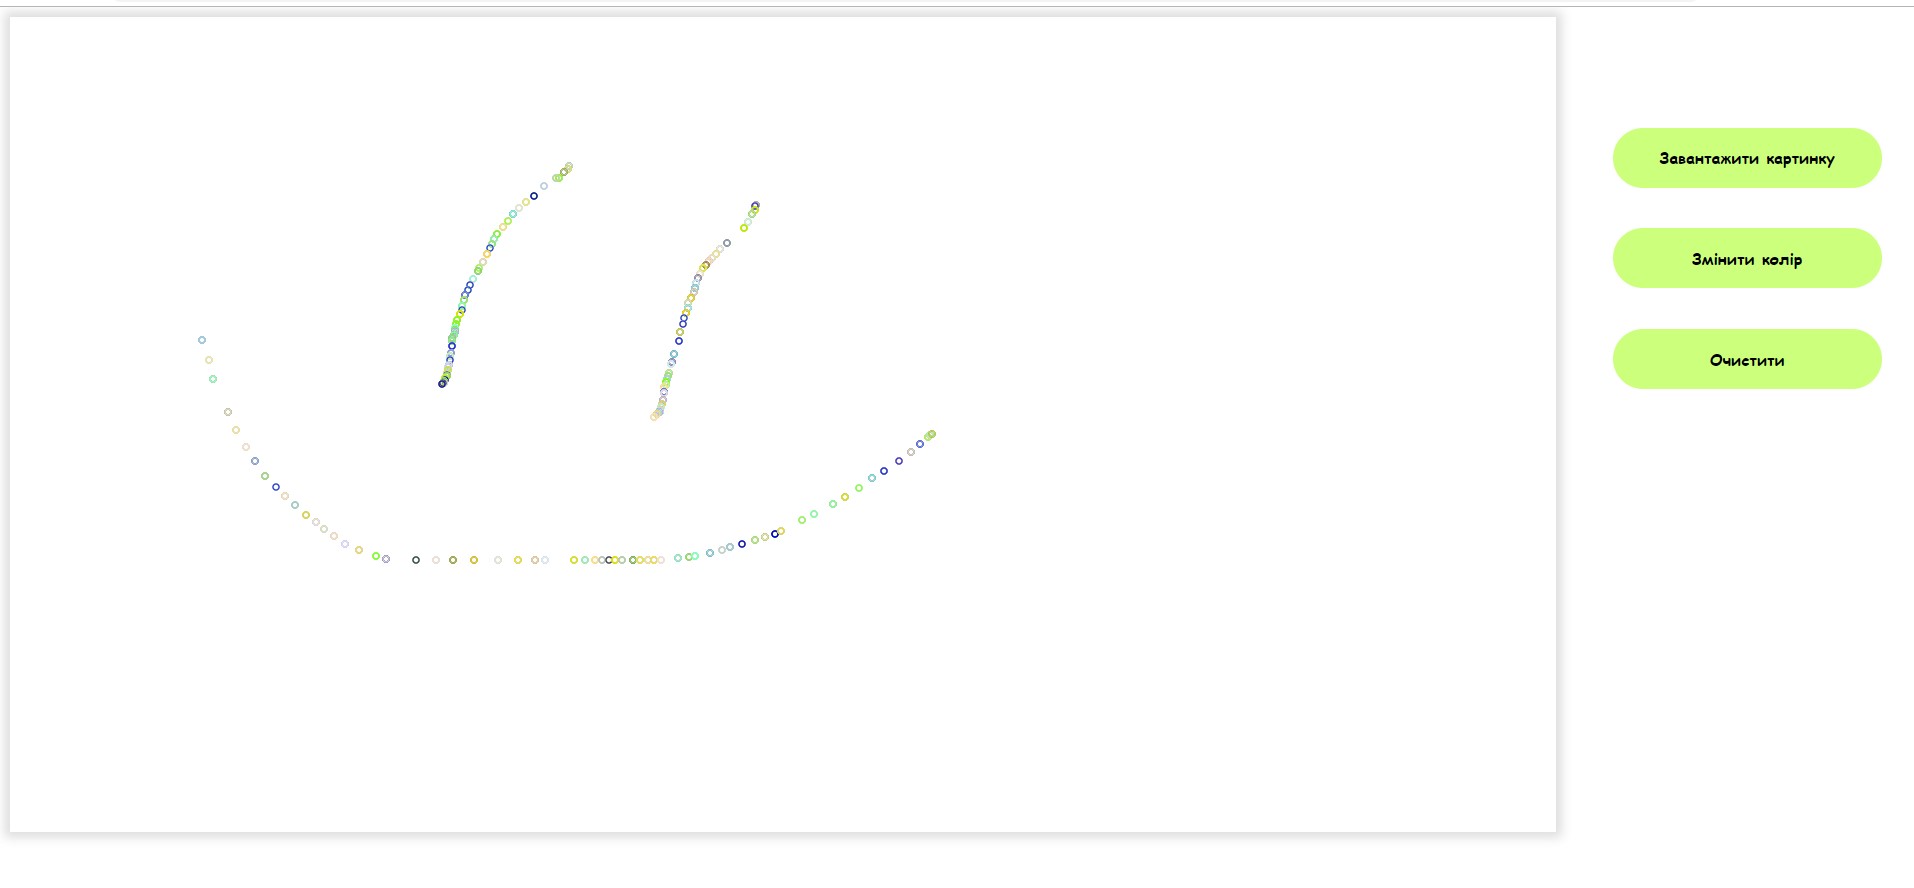 Завантажити картинку
Змінити колір
Очистити